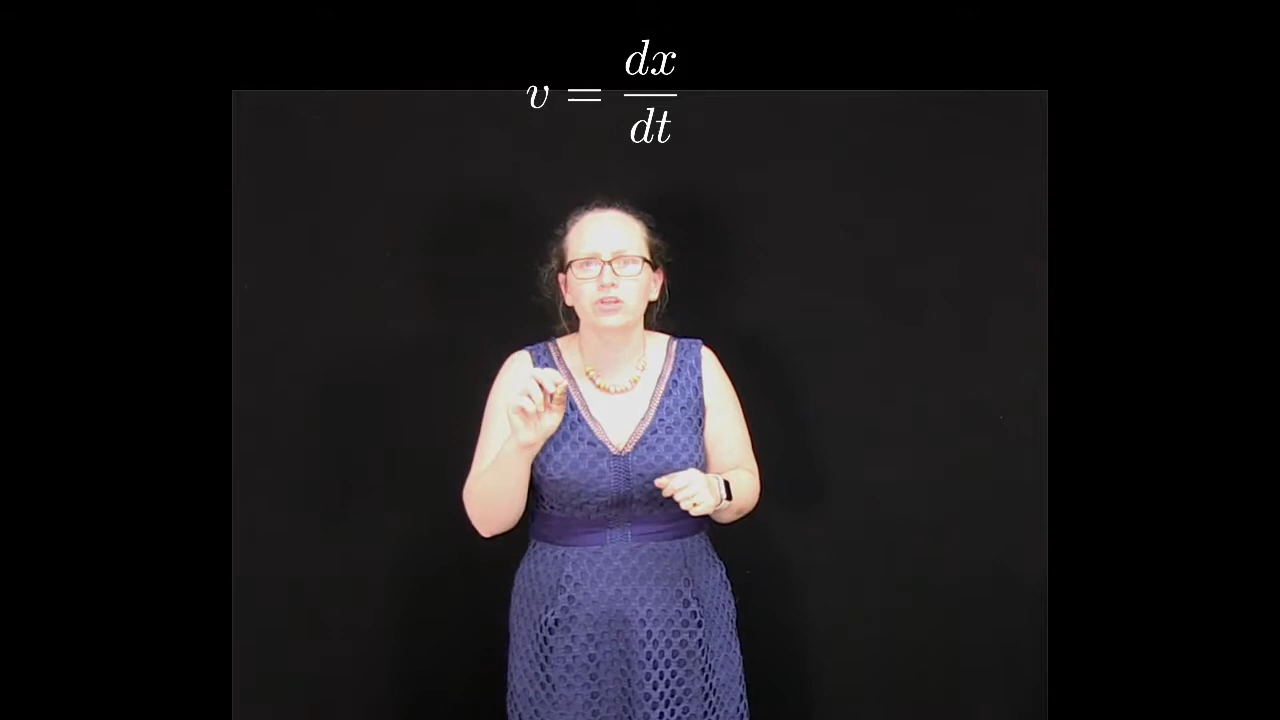 v = dx/dt